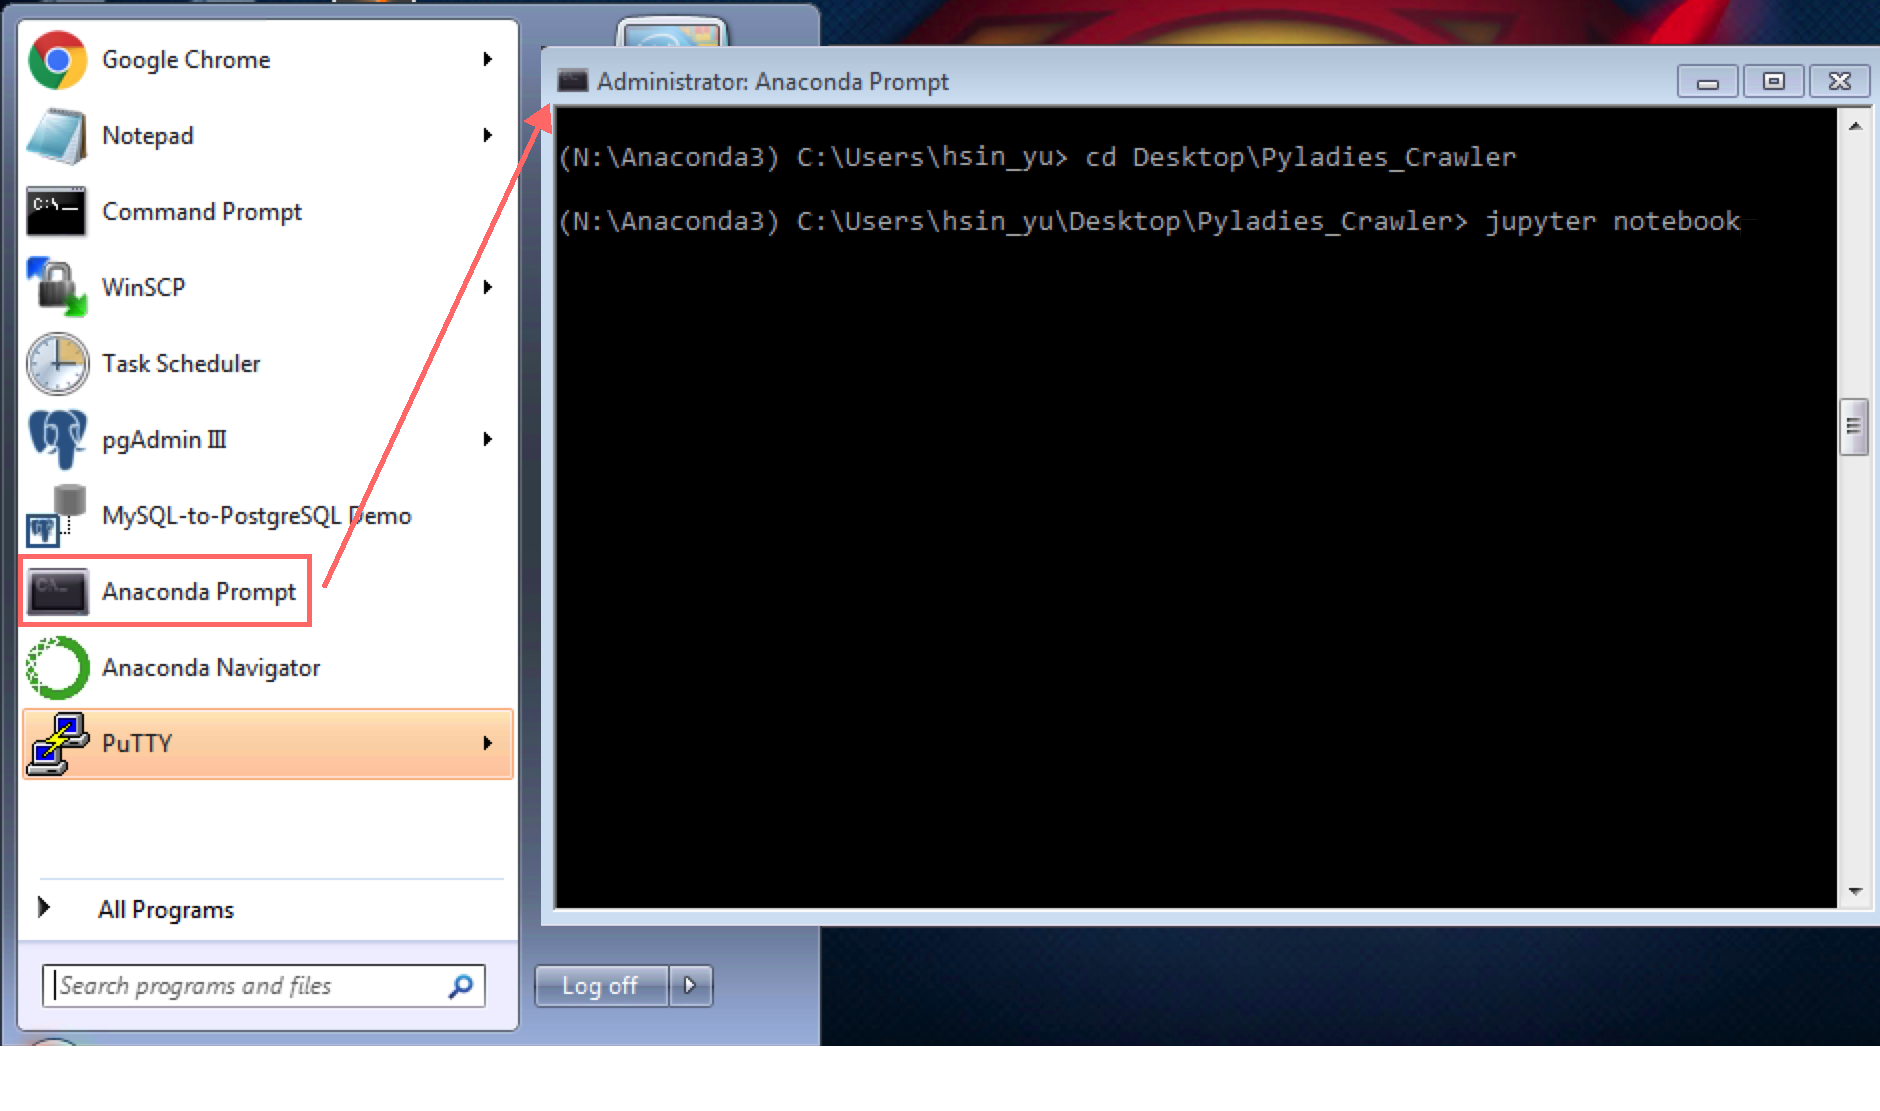 Google Chrome
Notepad
Command Prompt
WinSCP
Task Scheduler
pgAdmin III
MySQL-to-PostgreSQL Demo
Anaconda Prompt
Anaconda Navigator
PuTTY
All Programs
Search programs and files
Log off
Administrator: Anaconda Prompt
(N:\Anaconda3) C:\Users\hsin_yu> cd Desktop\Pyladies_Crawler
(N:\Anaconda3) C:\Users\hsin_yu\Desktop\Pyladies_Crawler> jupyter notebook